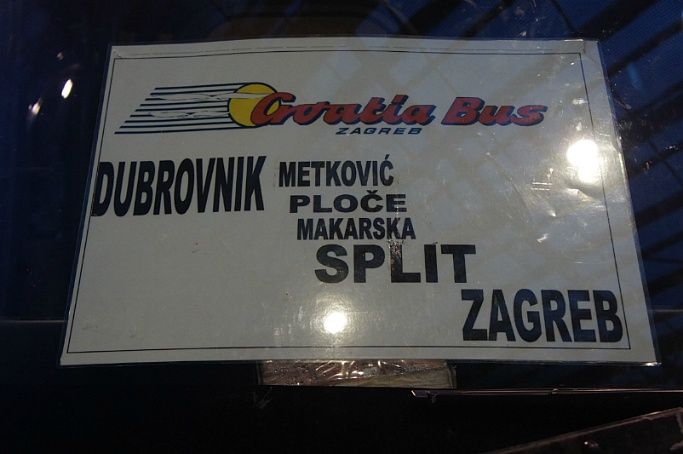 Croatia Bus
ZAGREB
DUBROVNIK METKOVIĆ
PLOČE
MAKARSKA
SPLIT
ZAGREB